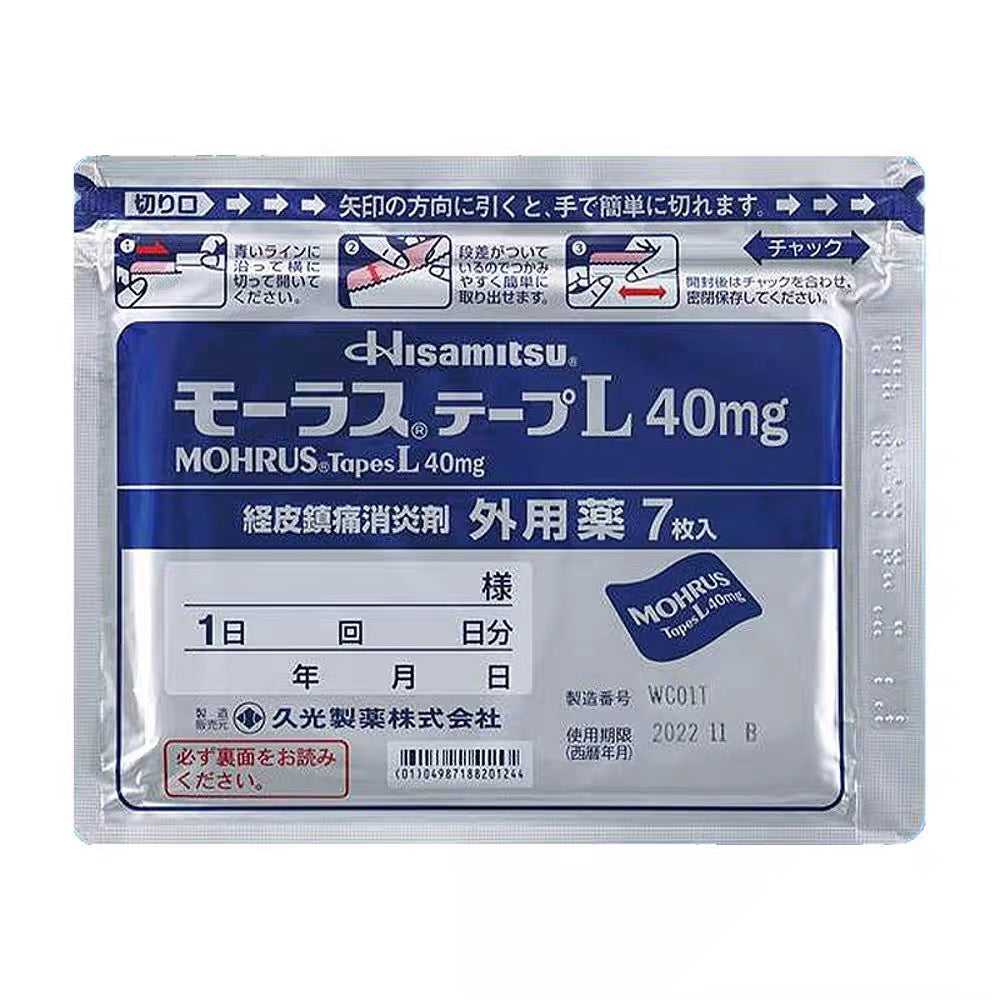 切り口 矢印の方向に引くと、手で簡単に切れます。
1
青いラインに
沿って横に
切って開いて
ください。
2
段差がついて
いるのでつかみ
やすく簡単に
取り出せます。
3
チャック
開封後はチャックを合わせ、
密閉保存してください。
Hisamitsu®
モーラス®テープL 40mg
MOHRUS®Tapes L 40mg
経皮鎮痛消炎剤 外用薬 7枚入
様
1日 回 日分
年 月 日
製造販売元 久光製薬株式会社
必ず裏面をお読み
ください。
(01)04987188201244
MOHRUS
Tapes L 40mg
製造番号 WC01T
使用期限 2022 11 B
(西暦年月)